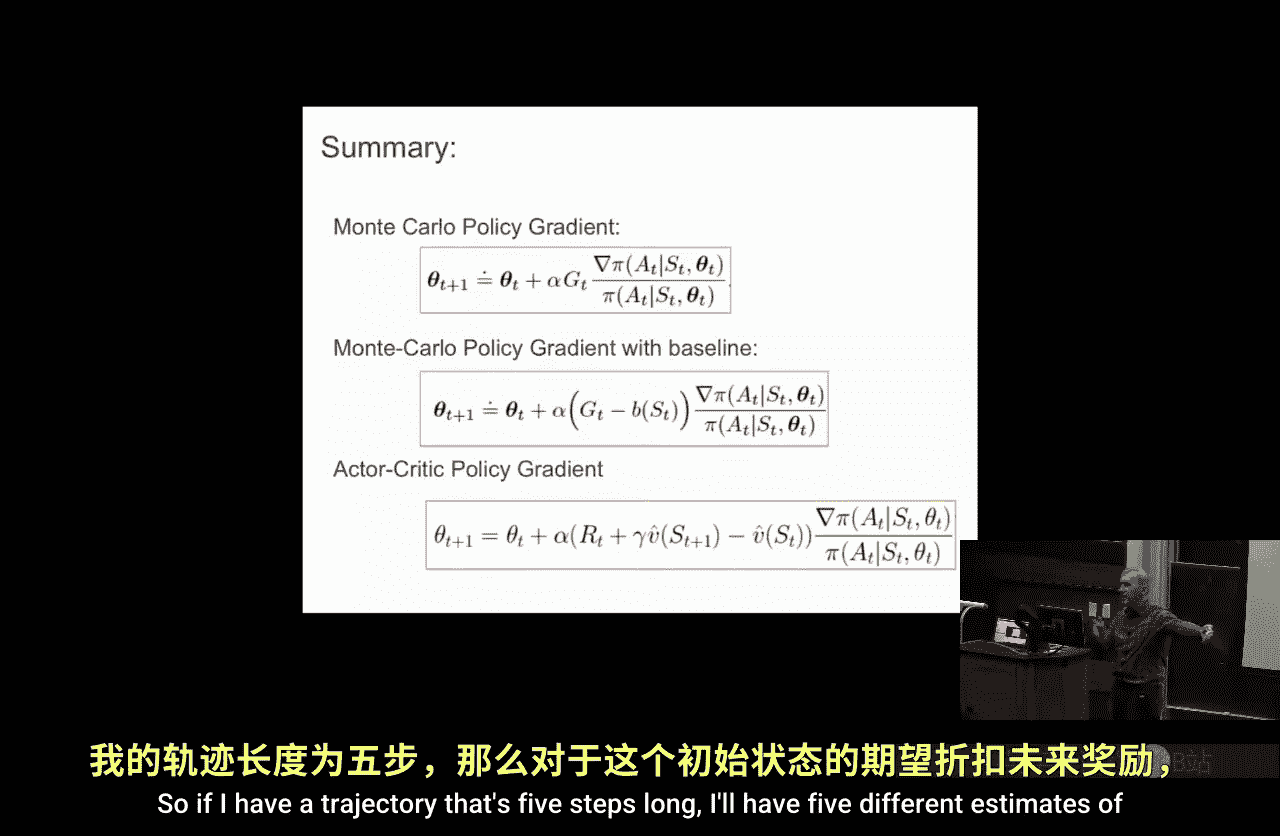 Summary:
Monte Carlo Policy Gradient:
θ_{t+1} ≐ θ_t + αG_t ∇π(A_t|S_t, θ_t) / π(A_t|S_t, θ_t)
Monte-Carlo Policy Gradient with baseline:
θ_{t+1} ≐ θ_t + α(G_t − b(S_t)) ∇π(A_t|S_t, θ_t) / π(A_t|S_t, θ_t)
Actor-Critic Policy Gradient
θ_{t+1} = θ_t + α(R_t + γv̂(S_{t+1}) − v̂(S_t)) ∇π(A_t|S_t, θ_t) / π(A_t|S_t, θ_t)
我的轨迹长度为五步，那么对于这个初始状态的期望折扣未来奖励，
So if I have a trajectory that's five steps long, I'll have five different estimates of